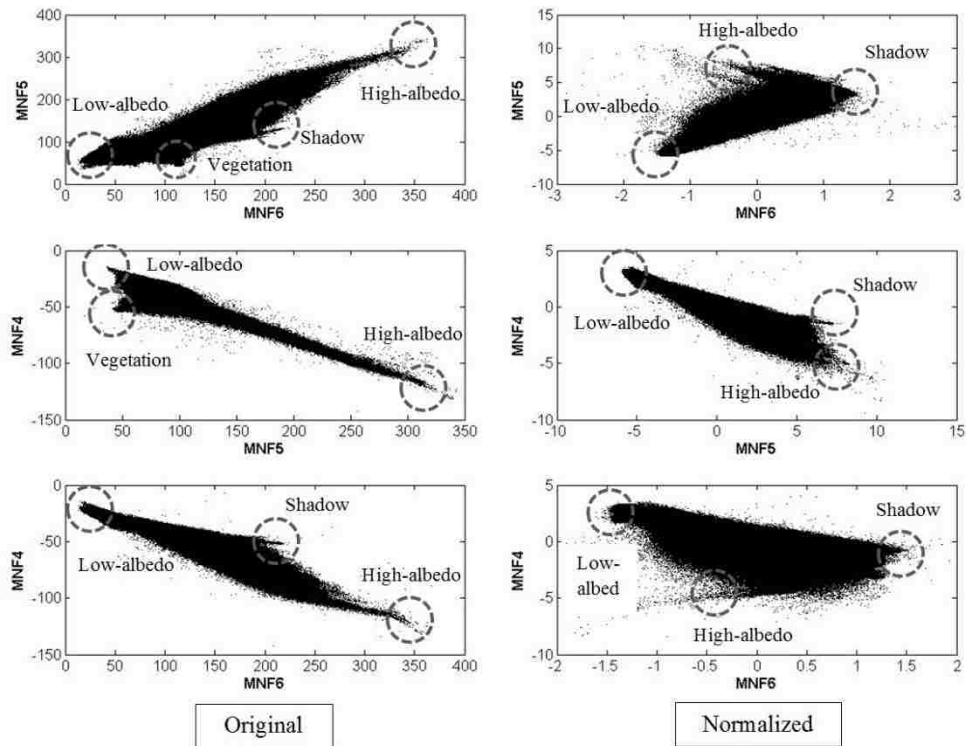 400
300
200
100
0
MNF5
Low-albedo
High-albedo
Shadow
Vegetation
0 50 100 150 200 250 300 350 400
MNF6
15
10
5
0
-5
-10
MNF5
High-albedo
Shadow
Low-albedo
-3 -2 -1 0 1 2 3
MNF6
0
-50
-100
-150
MNF4
Low-albedo
High-albedo
Vegetation
0 50 100 150 200 250 300 350
MNF5
5
0
-5
-10
MNF4
Shadow
Low-albedo
High-albedo
-10 -5 0 5 10 15
MNF5
0
-50
-100
-150
MNF4
Shadow
Low-albedo
High-albedo
0 50 100 150 200 250 300 350 400
MNF6
5
0
-5
-10
MNF4
Shadow
Low-
albed
High-albedo
-2 -1.5 -1 -0.5 0 0.5 1 1.5 2
MNF6
Original
Normalized